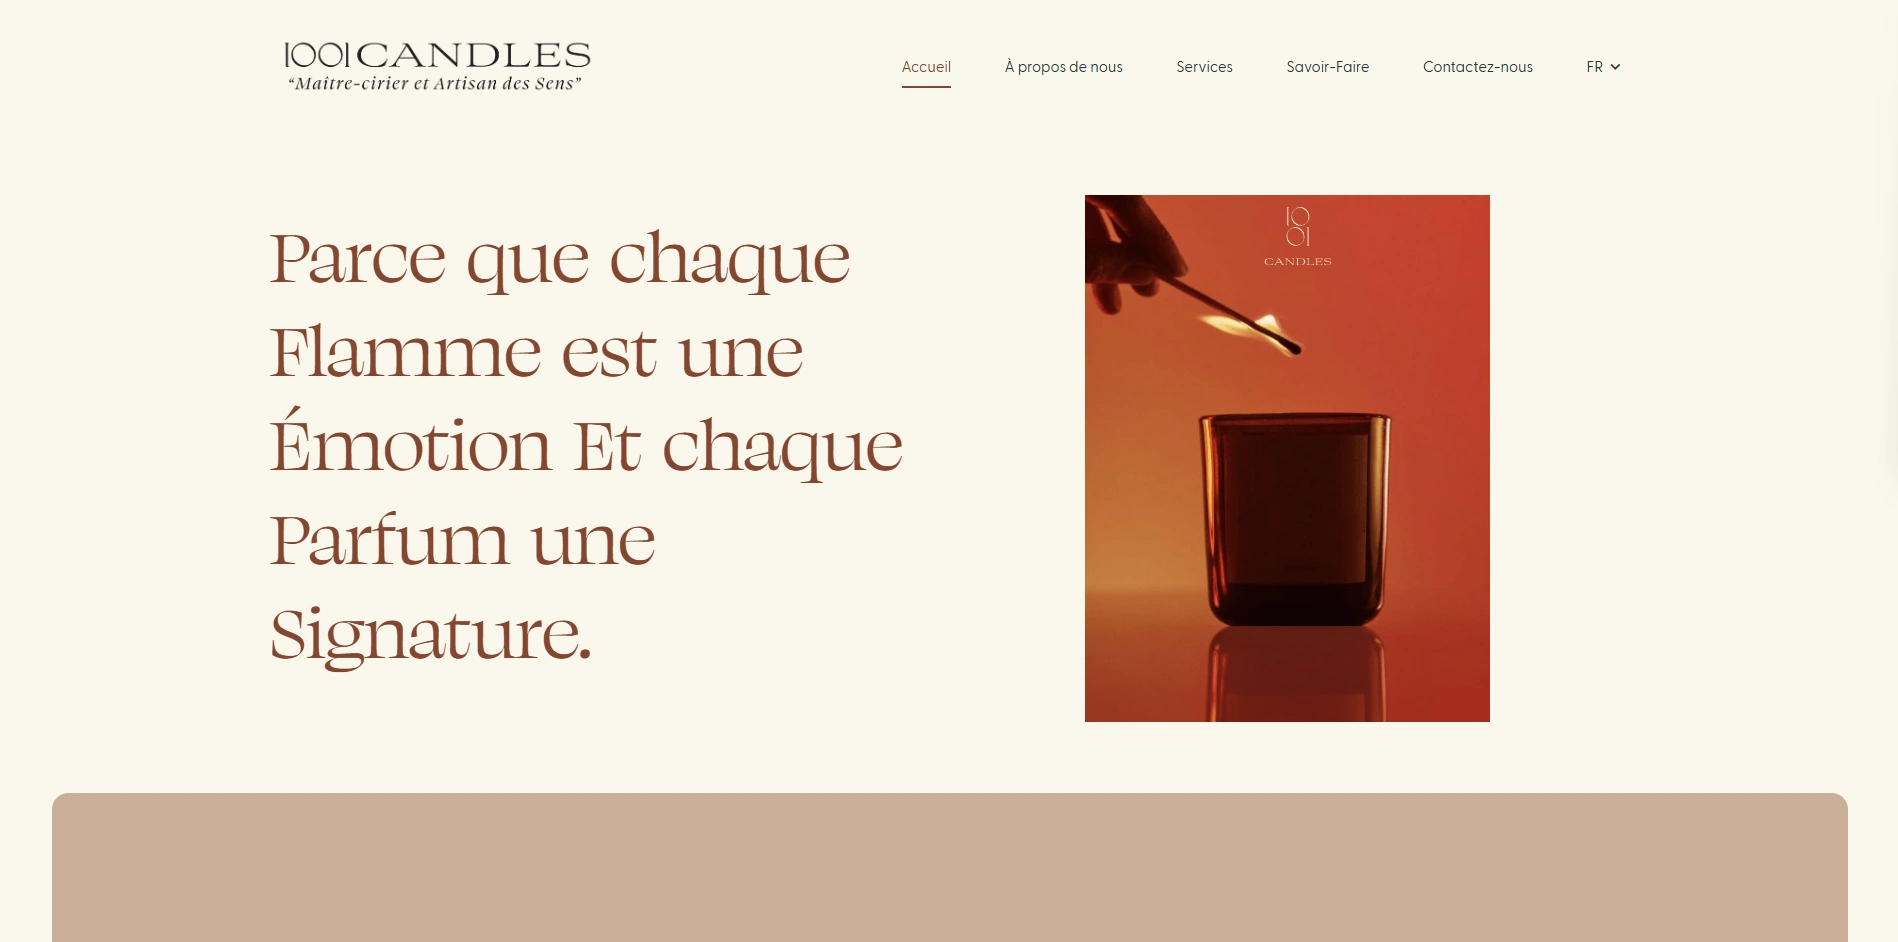 1001 CANDLES
“Maître-cirier et Artisan des Sens”
Accueil
À propos de nous
Services
Savoir-Faire
Contactez-nous
FR
Parce que chaque
Flamme est une
Émotion Et chaque
Parfum une
Signature.
10
01
CANDLES